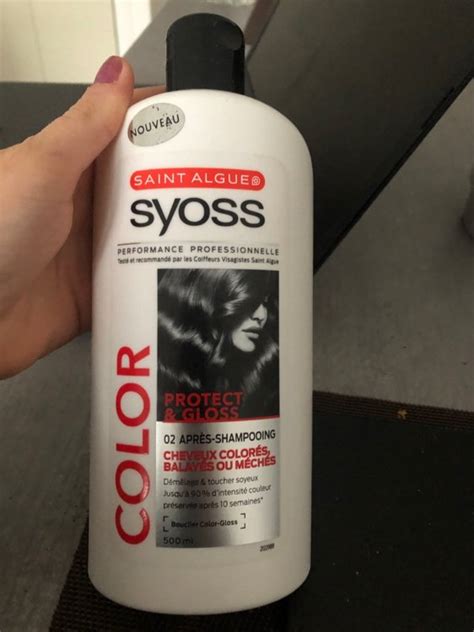 NOUVEAU
SAINT ALGUE
syoss
PERFORMANCE PROFESSIONNELLE
Testé et recommandé par les Coiffeurs Visagistes Saint Algue
COLOR
PROTECT
& GLOSS
02 APRÈS-SHAMPOOING
CHEVEUX COLORÉS,
BALAYÉS OU MÉCHÉS
Démêlage & toucher soyeux
Jusqu'à 90% d'intensité couleur
préservée après 10 semaines*
Bouclier Color-Gloss
500 ml